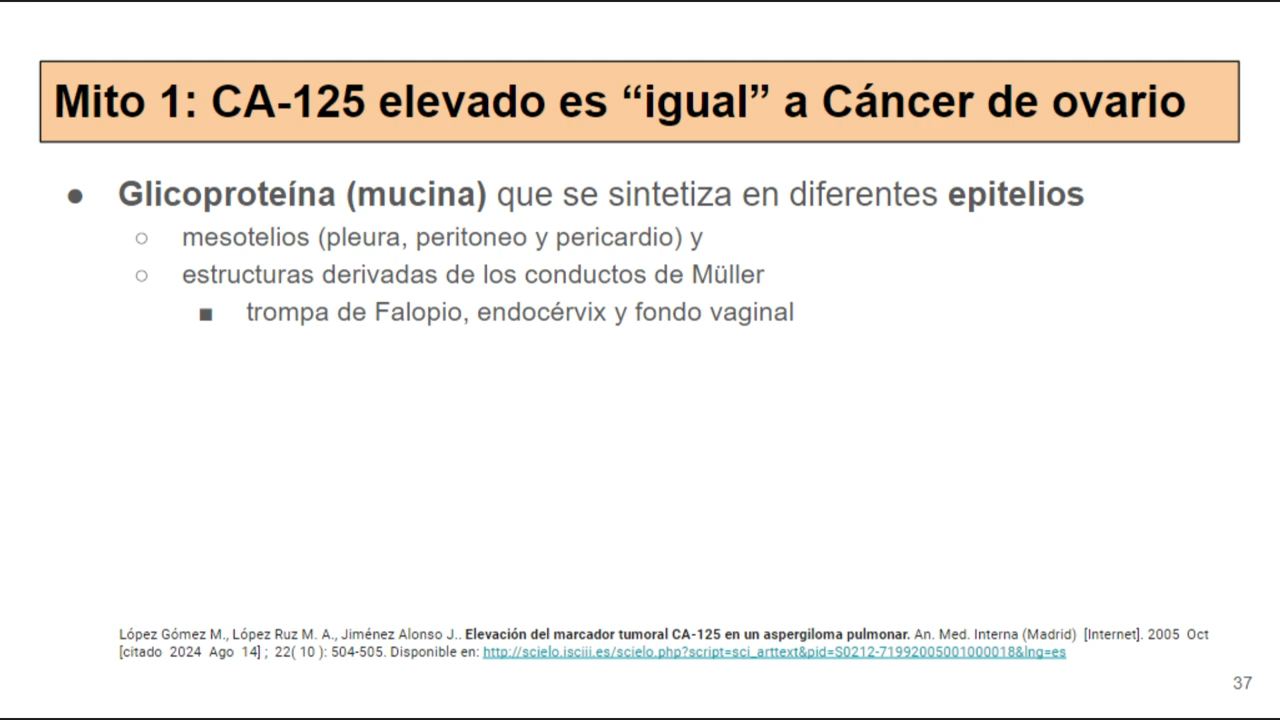 Mito 1: CA-125 elevado es “igual” a Cáncer de ovario
● Glicoproteína (mucina) que se sintetiza en diferentes epitelios
○ mesotelios (pleura, peritoneo y pericardio) y
○ estructuras derivadas de los conductos de Müller
■ trompa de Falopio, endocérvix y fondo vaginal
López Gómez M., López Ruz M. A., Jiménez Alonso J.. Elevación del marcador tumoral CA-125 en un aspergiloma pulmonar. An. Med. Interna (Madrid) [Internet]. 2005 Oct
[citado 2024 Ago 14] ; 22( 10 ): 504-505. Disponible en: http://scielo.isciii.es/scielo.php?script=sci_arttext&pid=S0212-71992005001000018&lng=es
37